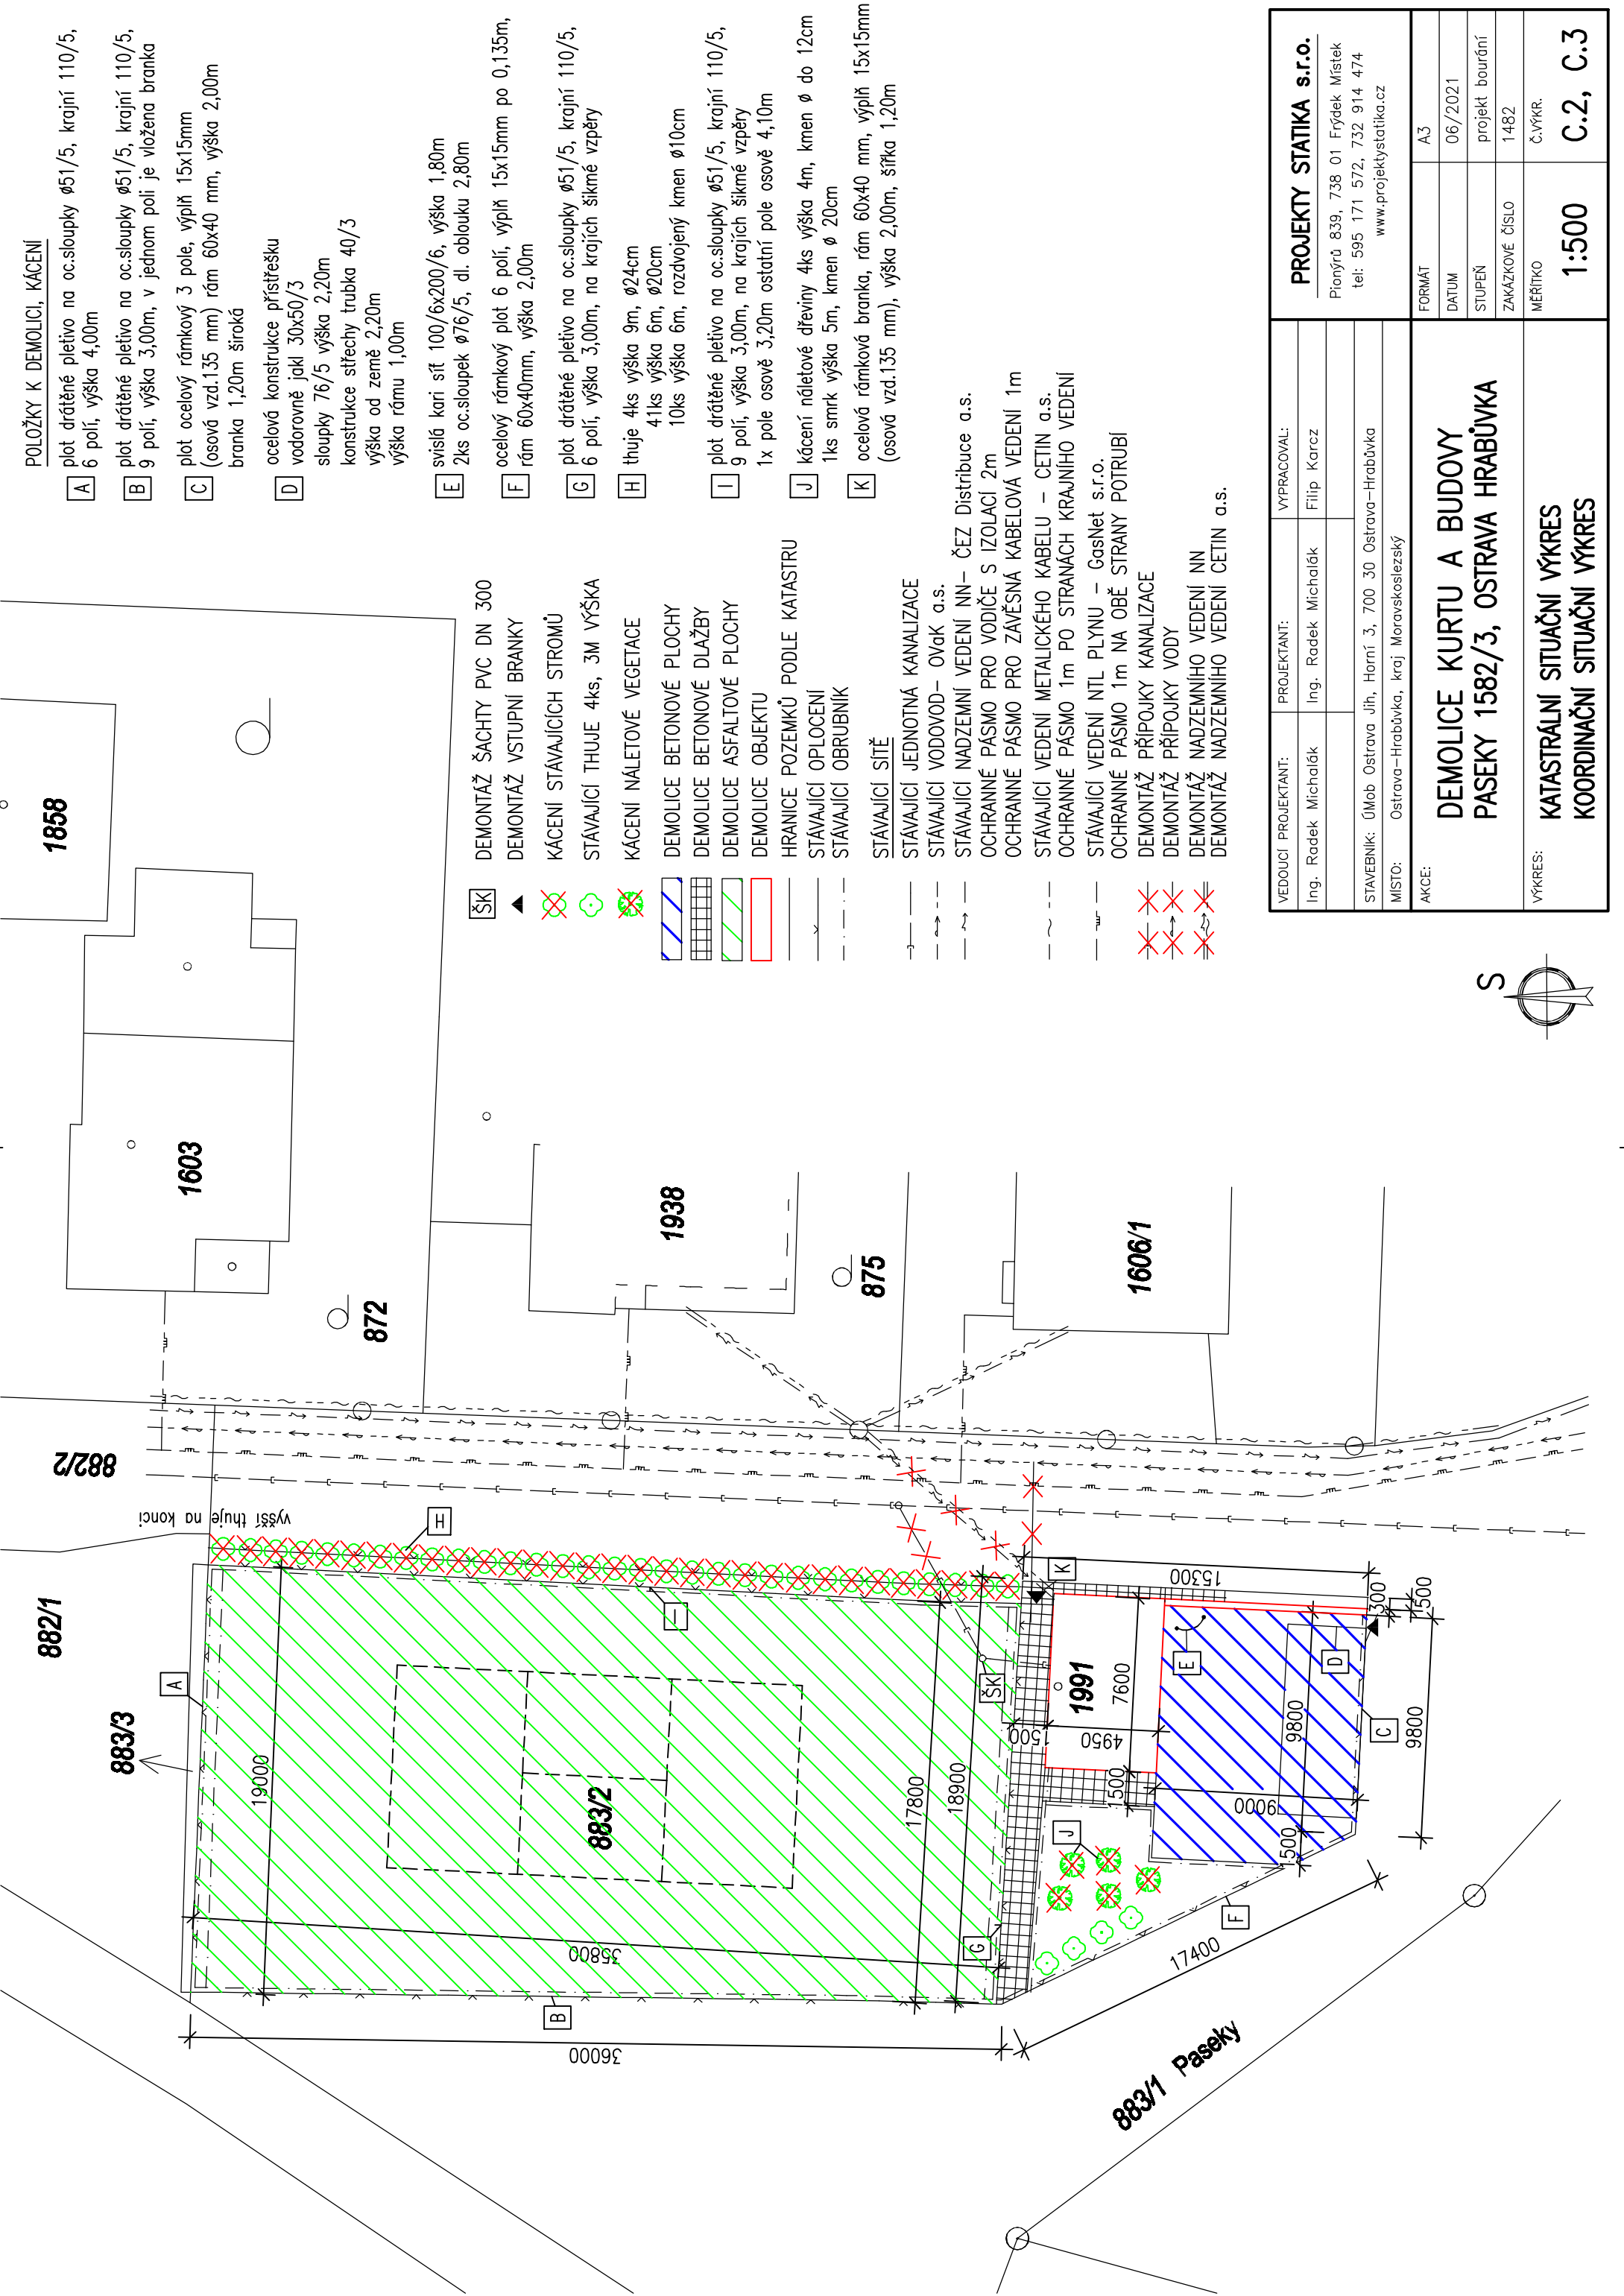 POLOŽKY K DEMOLICI, KÁCENÍ
A plot drátěné pletivo na oc.sloupky ø51/5, krajní 110/5,
6 polí, výška 4,00m
B plot drátěné pletivo na oc.sloupky ø51/5, krajní 110/5,
9 polí, výška 3,00m, v jednom poli je vložena branka
C plot ocelový rámkový 3 pole, výplň 15x15mm
(osová vzd.135 mm) rám 60x40 mm, výška 2,00m
branka 1,20m široká
D ocelová konstrukce přístřešku
vodorovně jakl 30x50/3
sloupky 76/5 výška 2,20m
konstrukce střechy trubka 40/3
výška od země 2,20m
výška rámu 1,00m
E svislá kari síť 100/6x200/6, výška 1,80m
2ks oc.sloupek ø76/5, dl. oblouku 2,80m
F ocelový rámkový plot 6 polí, výplň 15x15mm po 0,135m,
rám 60x40mm, výška 2,00m
G plot drátěné pletivo na oc.sloupky ø51/5, krajní 110/5,
6 polí, výška 3,00m, na krajích šikmé vzpěry
H thuje 4ks výška 9m, ø24cm
41ks výška 6m, ø20cm
10ks výška 6m, rozdvojený kmen ø10cm
I plot drátěné pletivo na oc.sloupky ø51/5, krajní 110/5,
9 polí, výška 3,00m, na krajích šikmé vzpěry
1x pole osově 3,20m ostatní pole osově 4,10m
J kácení náletové dřeviny 4ks výška 4m, kmen ø do 12cm
1ks smrk výška 5m, kmen ø 20cm
K ocelová rámková branka, rám 60x40 mm, výplň 15x15mm
(osová vzd.135 mm), výška 2,00m, šířka 1,20m
ŠK DEMONTÁŽ ŠACHTY PVC DN 300
DEMONTÁŽ VSTUPNÍ BRANKY
KÁCENÍ STÁVAJÍCÍCH STROMŮ
STÁVAJÍCÍ THUJE 4ks, 3M VÝŠKA
KÁCENÍ NÁLETOVÉ VEGETACE
DEMOLICE BETONOVÉ PLOCHY
DEMOLICE BETONOVÉ DLAŽBY
DEMOLICE ASFALTOVÉ PLOCHY
DEMOLICE OBJEKTU
HRANICE POZEMKŮ PODLE KATASTRU
STÁVAJÍCÍ OPLOCENÍ
STÁVAJÍCÍ OBRUBNÍK
STÁVAJÍCÍ SÍTĚ
STÁVAJÍCÍ JEDNOTNÁ KANALIZACE
STÁVAJÍCÍ VODOVOD- OVaK a.s.
STÁVAJÍCÍ NADZEMNÍ VEDENÍ NN- ČEZ Distribuce a.s.
OCHRANNÉ PÁSMO PRO VODIČE S IZOLACÍ 2m
OCHRANNÉ PÁSMO PRO ZÁVĚSNÁ KABELOVÁ VEDENÍ 1m
STÁVAJÍCÍ VEDENÍ METALICKÉHO KABELU - CETIN a.s.
OCHRANNÉ PÁSMO 1m PO STRANÁCH KRAJNÍHO VEDENÍ
STÁVAJÍCÍ VEDENÍ NTL PLYNU - GasNet s.r.o.
OCHRANNÉ PÁSMO 1m NA OBĚ STRANY POTRUBÍ
DEMONTÁŽ PŘÍPOJKY KANALIZACE
DEMONTÁŽ PŘÍPOJKY VODY
DEMONTÁŽ NADZEMNÍHO VEDENÍ NN
DEMONTÁŽ NADZEMNÍHO VEDENÍ CETIN a.s.
1858
1603
872
1938
875
1606/1
882/2
882/1
883/3
883/2
1991
883/1 Paseky
vyšší thuje na konci
A
B
C
D
E
F
G
H
I
J
K
ŠK
19000
35800
36000
17800
18900
1500
4950
7600
1500
9000
9800
500
9800
15300
300
500
17400
S
VEDOUCÍ PROJEKTANT:
PROJEKTANT:
VYPRACOVAL:
Ing. Radek Michalák
Ing. Radek Michalák
Filip Karcz
STAVEBNÍK: ÚMob Ostrava Jih, Horní 3, 700 30 Ostrava-Hrabůvka
MÍSTO: Ostrava-Hrabůvka, kraj Moravskoslezský
PROJEKTY STATIKA s.r.o.
Pionýrů 839, 738 01 Frýdek Místek
tel: 595 171 572, 732 914 474
www.projektystatika.cz
AKCE:
DEMOLICE KURTU A BUDOVY
PASEKY 1582/3, OSTRAVA HRABŮVKA
FORMÁT A3
DATUM 06/2021
STUPEŇ projekt bourání
ZAKÁZKOVÉ ČÍSLO 1482
VÝKRES:
KATASTRÁLNÍ SITUAČNÍ VÝKRES
KOORDINAČNÍ SITUAČNÍ VÝKRES
MĚŘÍTKO
1:500
Č.VÝKR.
C.2, C.3